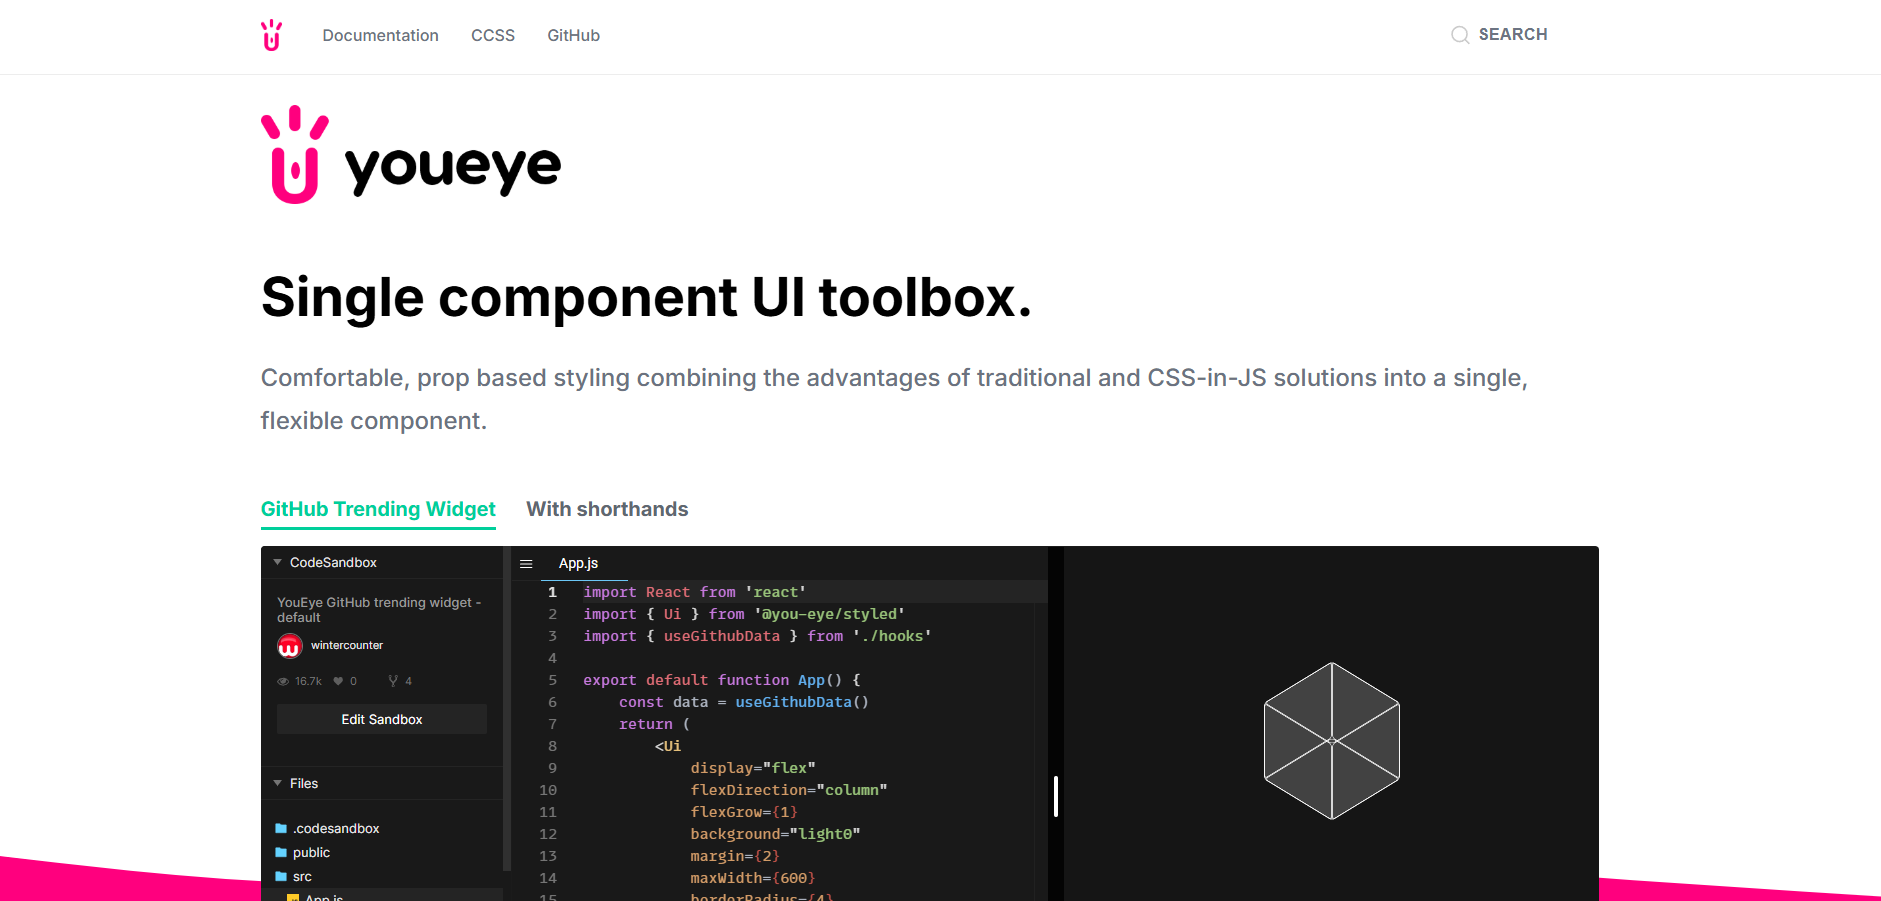 Documentation CCSS GitHub SEARCH
youeye
Single component UI toolbox.
Comfortable, prop based styling combining the advantages of traditional and CSS-in-JS solutions into a single,
flexible component.
GitHub Trending Widget With shorthands
CodeSandbox
YouEye GitHub trending widget -
default
wintercounter
16.7k 0 4
Edit Sandbox
Files
.codesandbox
public
src
App.js
App.js
1 import React from 'react'
2 import { Ui } from '@you-eye/styled'
3 import { useGithubData } from './hooks'
4
5 export default function App() {
6 const data = useGithubData()
7 return (
8 <Ui
9 display="flex"
10 flexDirection="column"
11 flexGrow={1}
12 background="light0"
13 margin={2}
14 maxWidth={600}
15 borderRadius={4}